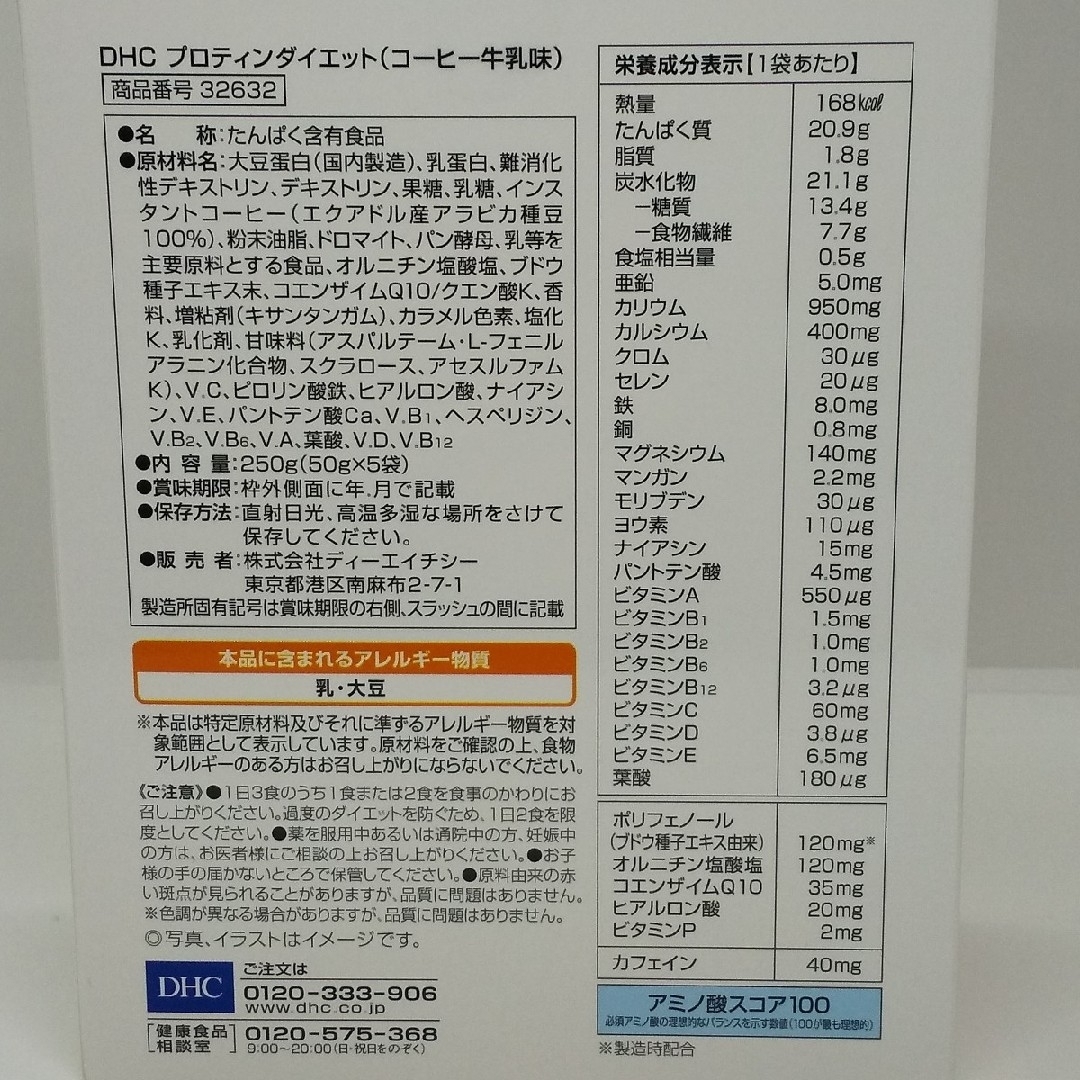 DHC プロティンダイエット(コーヒー牛乳味)
商品番号 32632
●名　　称:たんぱく含有食品
●原材料名:大豆蛋白(国内製造)、乳蛋白、難消化
性デキストリン、デキストリン、果糖、乳糖、インス
タントコーヒー(エクアドル産アラビカ種豆
100%)、粉末油脂、ドロマイト、パン酵母、乳等を
主要原料とする食品、オルニチン塩酸塩、ブドウ
種子エキス末、コエンザイムQ10/クエン酸K、香
料、増粘剤(キサンタンガム)、カラメル色素、塩化
K、乳化剤、甘味料(アスパルテーム・L-フェニル
アラニン化合物、スクラロース、アセスルファム
K)、V.C、ピロリン酸鉄、ヒアルロン酸、ナイアシ
ン、V.E、パントテン酸Ca、V.B1、ヘスペリジン、
V.B2、V.B6、V.A、葉酸、V.D、V.B12
●内 容 量:250g(50g×5袋)
●賞味期限:枠外側面に年.月で記載
●保存方法:直射日光、高温多湿な場所をさけて
保存してください。
●販 売 者:株式会社ディーエイチシー
東京都港区南麻布2-7-1
製造所固有記号は賞味期限の右側、スラッシュの間に記載
本品に含まれるアレルギー物質
乳・大豆
※本品は特定原材料及びそれに準ずるアレルギー物質を対
象範囲として表示しています。原材料をご確認の上、食物
アレルギーのある方はお召し上がりにならないでください。
《ご注意》●1日3食のうち1食または2食を食事のかわりにお
召し上がりください。過度のダイエットを防ぐため、1日2食を限
度としてください。●薬を服用中あるいは通院中の方、妊娠中
の方は、お医者様にご相談の上お召し上がりください。●お子
様の手の届かないところで保管してください。●原料由来の赤
い斑点が見られることがありますが、品質に問題はありません。
※色調が異なる場合がありますが、品質に問題はありません。
◎写真、イラストはイメージです。
DHC
ご注文は
0120-333-906
www.dhc.co.jp
健康食品
相談室
0120-575-368
9:00〜20:00(日・祝日をのぞく)
栄養成分表示【1袋あたり】
熱量 168kcal
たんぱく質 20.9g
脂質 1.8g
炭水化物 21.1g
−糖質 13.4g
−食物繊維 7.7g
食塩相当量 0.5g
亜鉛 5.0mg
カリウム 950mg
カルシウム 400mg
クロム 30μg
セレン 20μg
鉄 8.0mg
銅 0.8mg
マグネシウム 140mg
マンガン 2.2mg
モリブデン 30μg
ヨウ素 110μg
ナイアシン 15mg
パントテン酸 4.5mg
ビタミンA 550μg
ビタミンB1 1.5mg
ビタミンB2 1.0mg
ビタミンB6 1.0mg
ビタミンB12 3.2μg
ビタミンC 60mg
ビタミンD 3.8μg
ビタミンE 6.5mg
葉酸 180μg
ポリフェノール
(ブドウ種子エキス由来) 120mg※
オルニチン塩酸塩 120mg
コエンザイムQ10 35mg
ヒアルロン酸 20mg
ビタミンP 2mg
カフェイン 40mg
アミノ酸スコア100
必須アミノ酸の理想的なバランスを示す数値(100が最も理想的)
※製造時配合